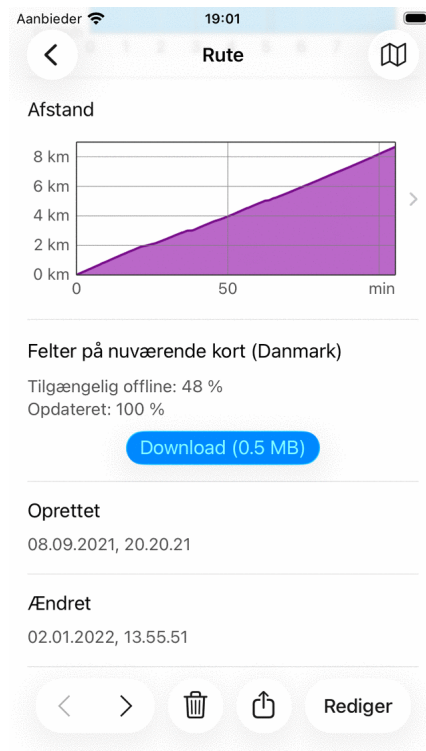 Aanbieder 19:01
Rute
Afstand
8 km
6 km
4 km
2 km
0 km
0 50 min
Felter på nuværende kort (Danmark)
Tilgængelig offline: 48 %
Opdateret: 100 %
Download (0.5 MB)
Oprettet
08.09.2021, 20.20.21
Ændret
02.01.2022, 13.55.51
Rediger